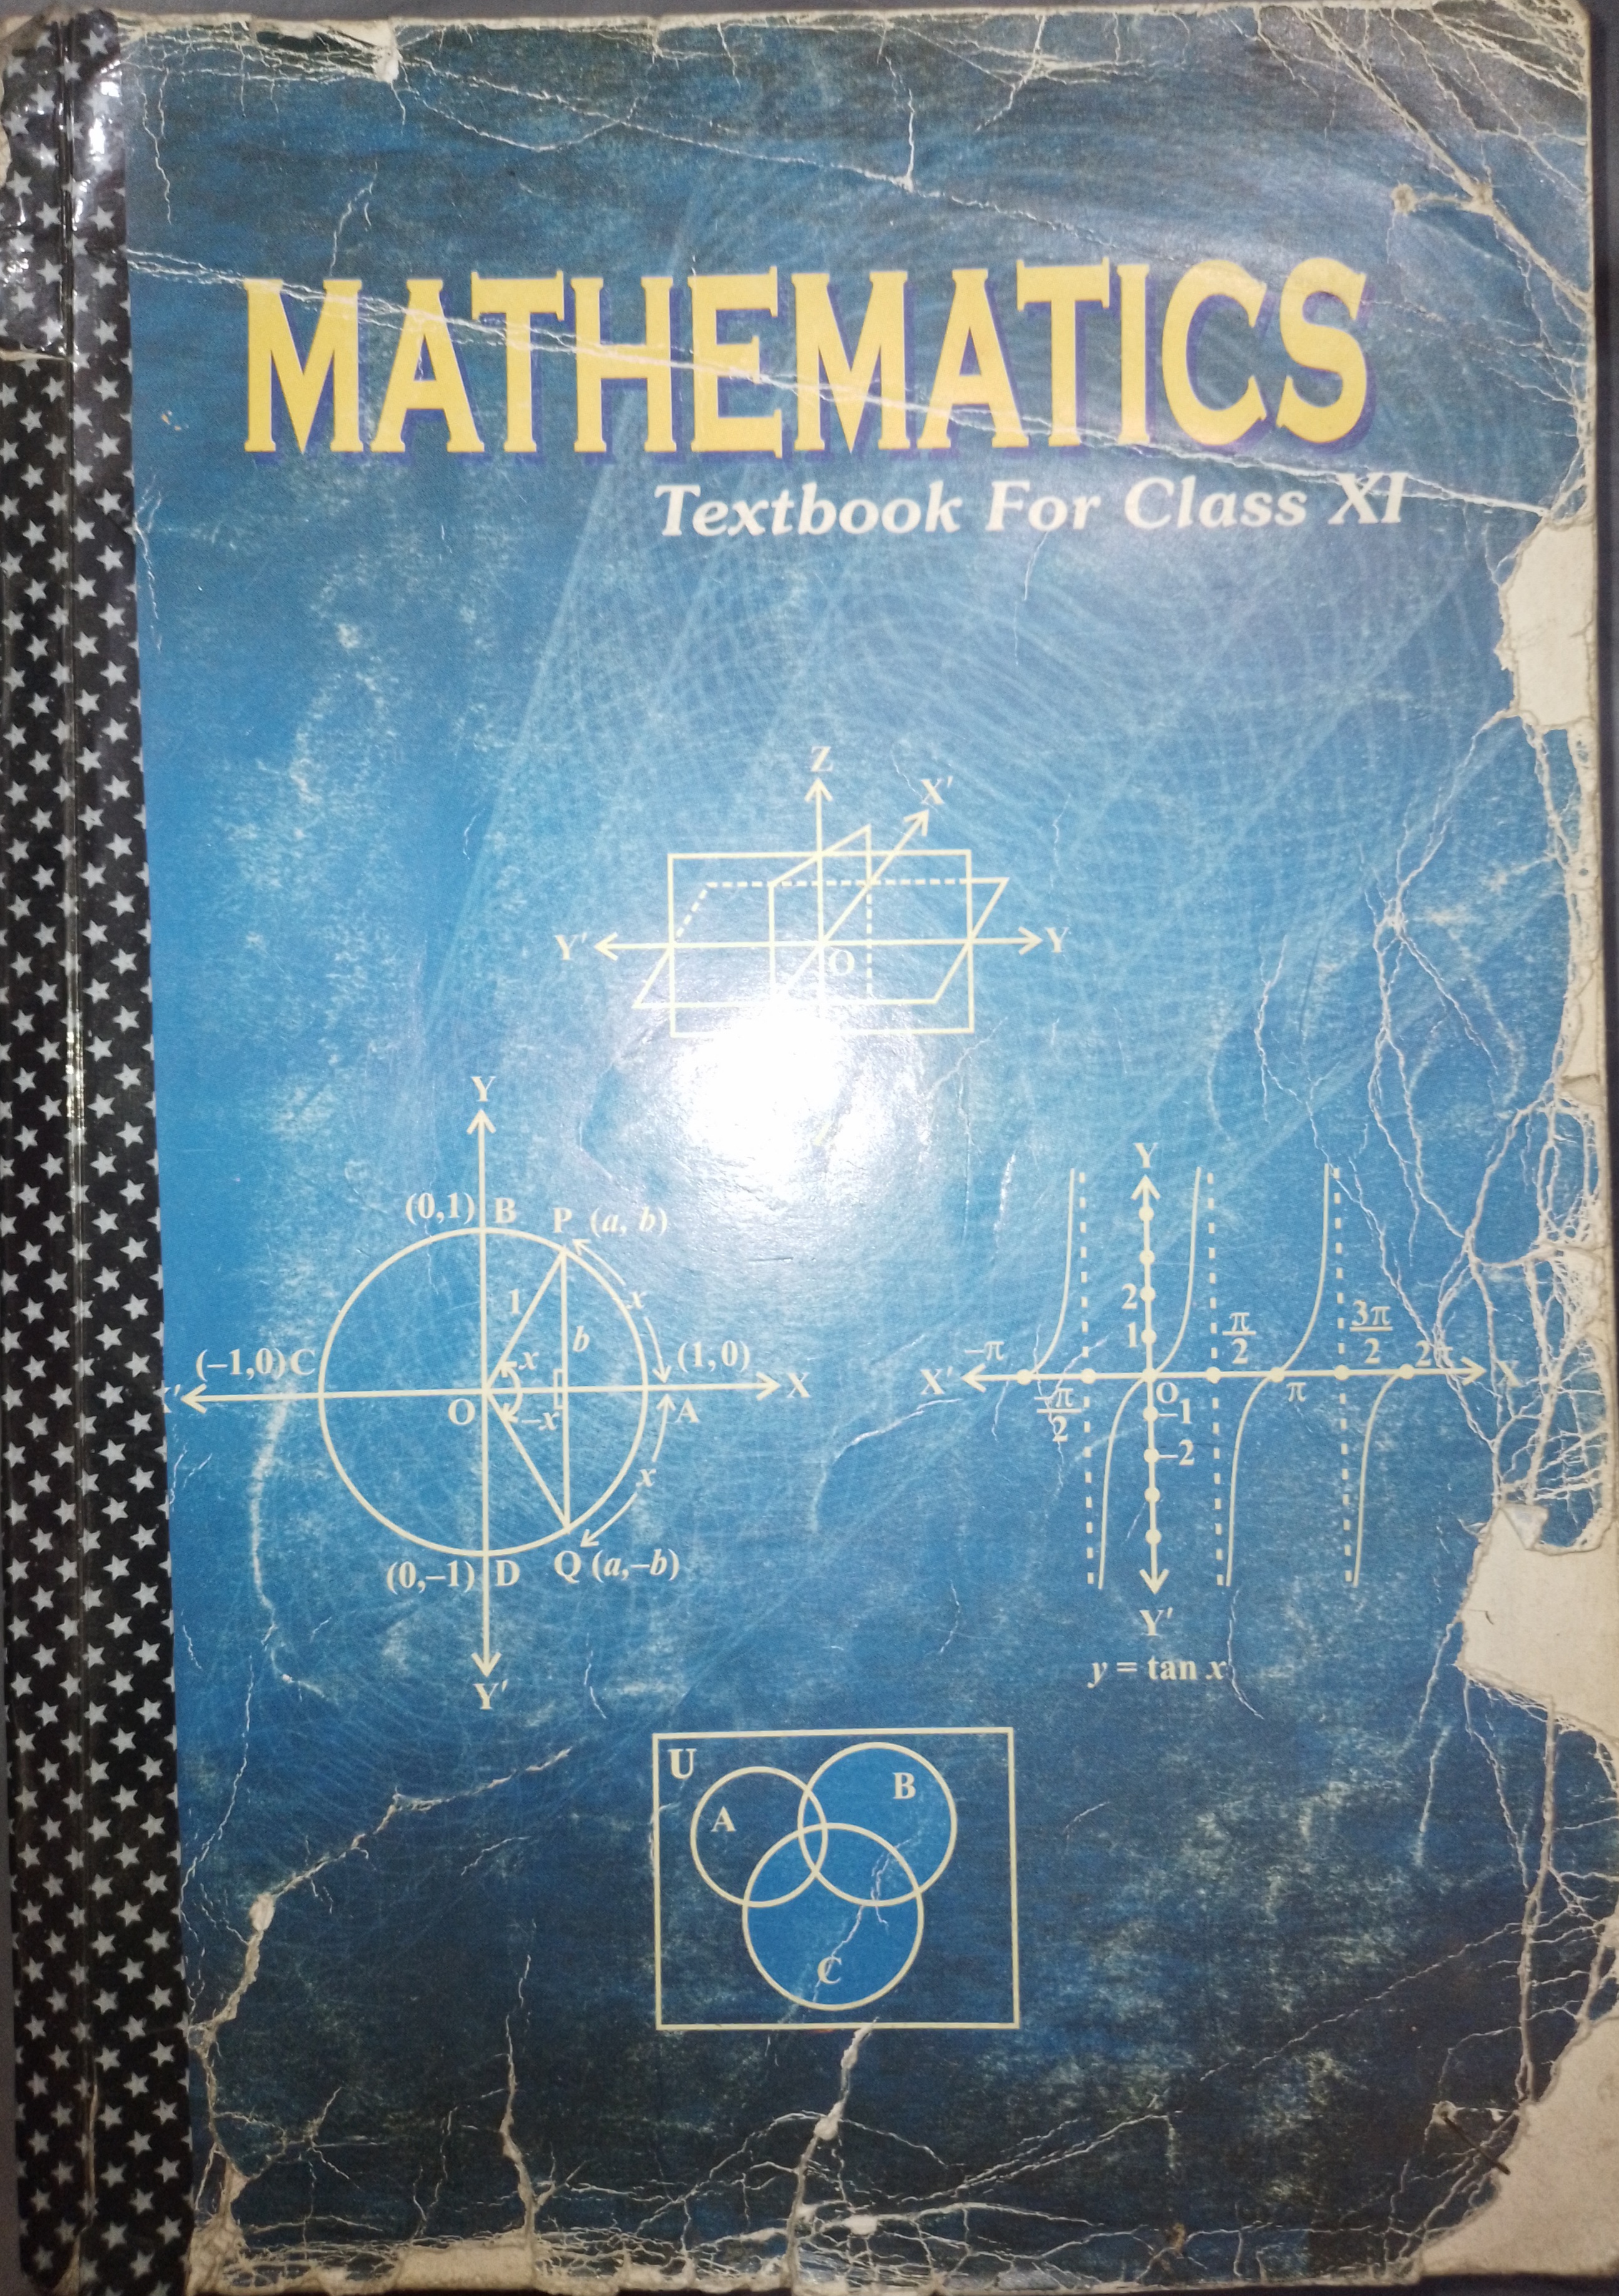 MATHEMATICS
Textbook For Class XI
Z
X'
Y' Y
O
Y
(0,1) B P (a, b)
1 x
b
(–1,0) C x (1,0)
X' X
O –x A
x
(0,–1) D Q (a,–b)
Y'
Y
2
1
π/2 3π/2
–π 2π
X' X
–π/2 O π
–1
–2
Y'
y = tan x
U
A B
C